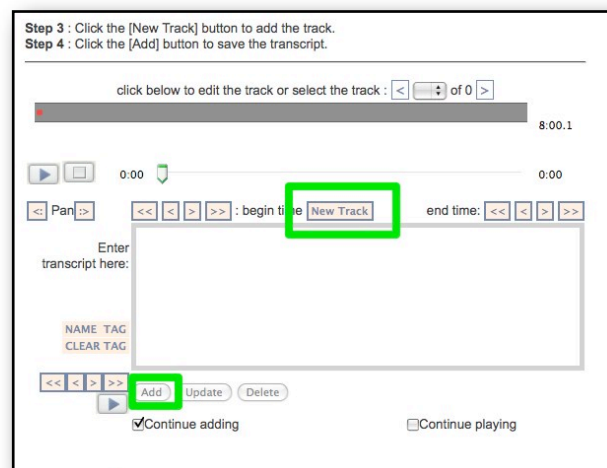 Step 3 : Click the [New Track] button to add the track.
Step 4 : Click the [Add] button to save the transcript.
click below to edit the track or select the track : < of 0 >
8:00.1
0:00 0:00
<: Pan :> << < > >> : begin time New Track end time: << < > >>
Enter
transcript here:
NAME TAG
CLEAR TAG
<< < > >>
Add Update Delete
Continue adding Continue playing